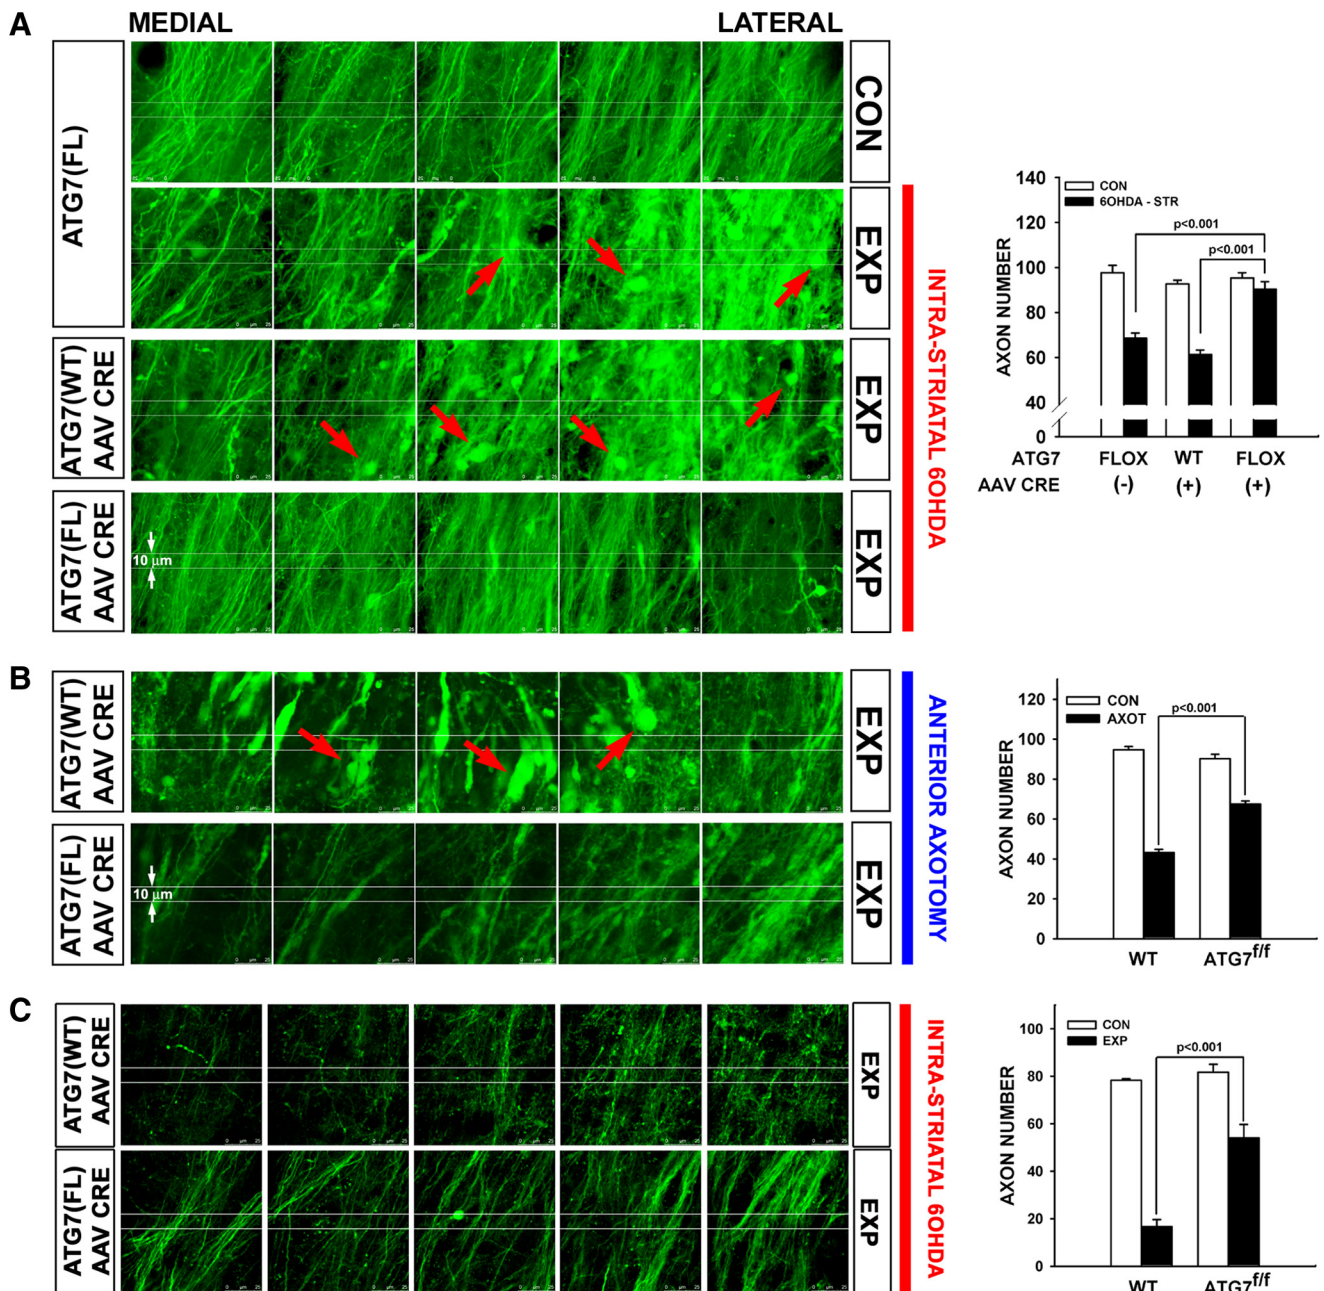 A
MEDIAL
LATERAL
ATG7(FL)
CON
EXP
ATG7(WT)
AAV CRE
EXP
ATG7(FL)
AAV CRE
10 µm
EXP
INTRA-STRIATAL 6OHDA
140
120
100
80
60
40
0
AXON NUMBER
CON
6OHDA - STR
p<0.001
p<0.001
ATG7 FLOX WT FLOX
AAV CRE (-) (+) (+)
B
ATG7(WT)
AAV CRE
EXP
ATG7(FL)
AAV CRE
10 µm
EXP
ANTERIOR AXOTOMY
120
100
80
60
40
20
0
AXON NUMBER
CON
AXOT
p<0.001
WT ATG7f/f
C
ATG7(WT)
AAV CRE
EXP
ATG7(FL)
AAV CRE
EXP
INTRA-STRIATAL 6OHDA
100
80
60
40
20
0
AXON NUMBER
CON
EXP
p<0.001
WT ATG7f/f